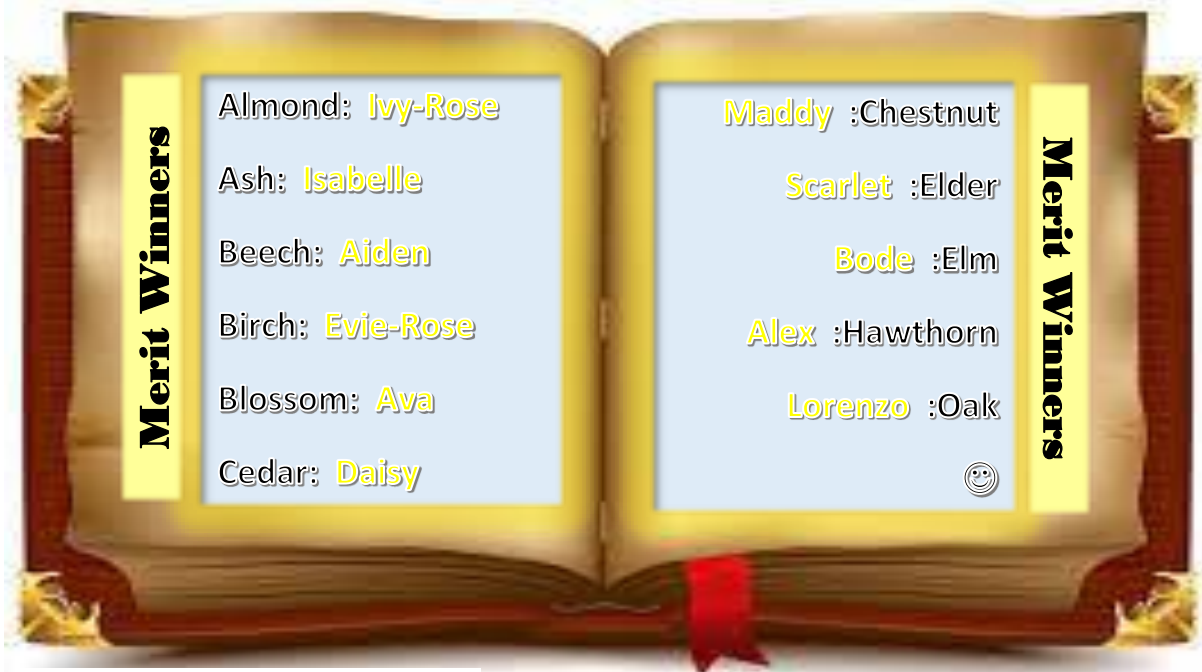 Merit Winners
Almond: Ivy-Rose
Ash: Isabelle
Beech: Aiden
Birch: Evie-Rose
Blossom: Ava
Cedar: Daisy
Maddy :Chestnut
Scarlet :Elder
Bode :Elm
Alex :Hawthorn
Lorenzo :Oak
☺
Merit Winners